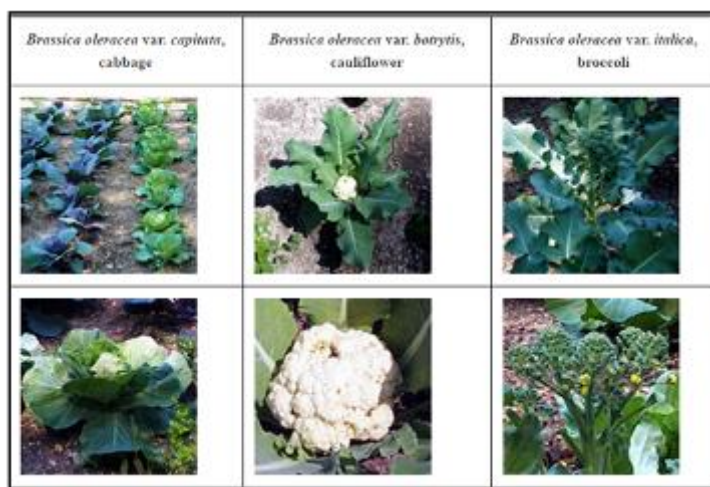 Brassica oleracea var. capitata,
cabbage
Brassica oleracea var. botrytis,
cauliflower
Brassica oleracea var. italica,
broccoli